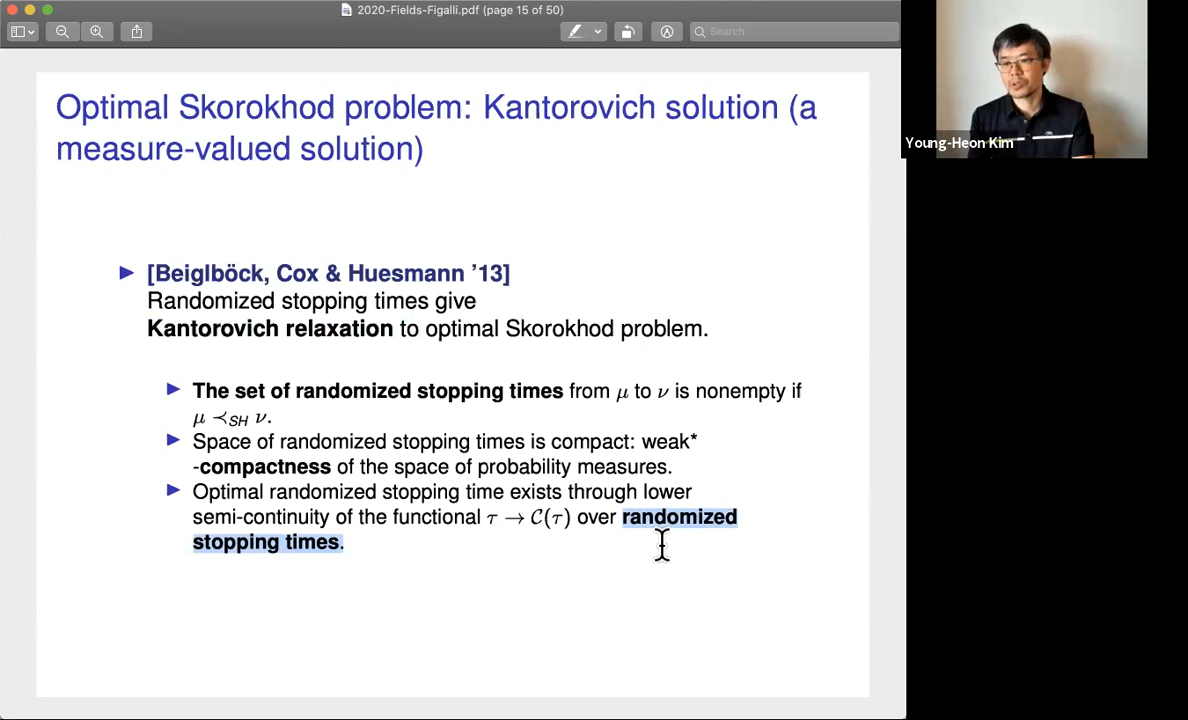 2020-Fields-Figalli.pdf (page 15 of 50)
Search
Optimal Skorokhod problem: Kantorovich solution (a
measure-valued solution)
Young-Heon Kim
[Beiglböck, Cox & Huesmann '13]
Randomized stopping times give
Kantorovich relaxation to optimal Skorokhod problem.
The set of randomized stopping times from μ to ν is nonempty if
μ ≺SH ν.
Space of randomized stopping times is compact: weak*
-compactness of the space of probability measures.
Optimal randomized stopping time exists through lower
semi-continuity of the functional τ → C(τ) over randomized
stopping times.